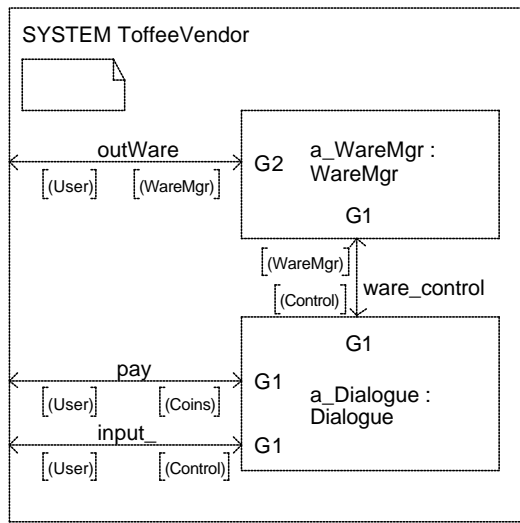 SYSTEM ToffeeVendor
outWare
(User)
(WareMgr)
G2
a_WareMgr :
WareMgr
G1
(WareMgr)
(Control)
ware_control
G1
pay
(User)
(Coins)
G1
a_Dialogue :
Dialogue
input_
(User)
(Control)
G1